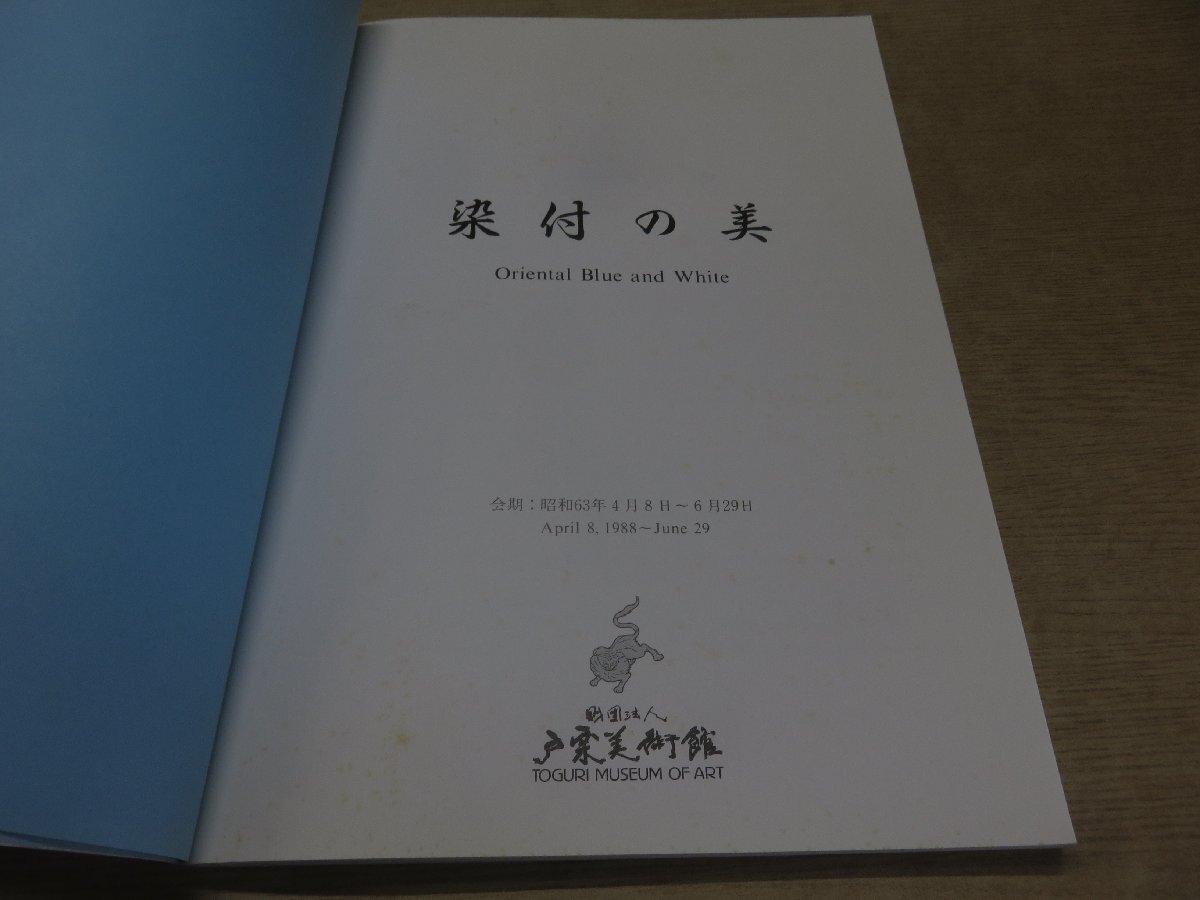 染付の美
Oriental Blue and White
会期：昭和63年4月8日～6月29日
April 8, 1988～June 29
財団法人
戸栗美術館
TOGURI MUSEUM OF ART